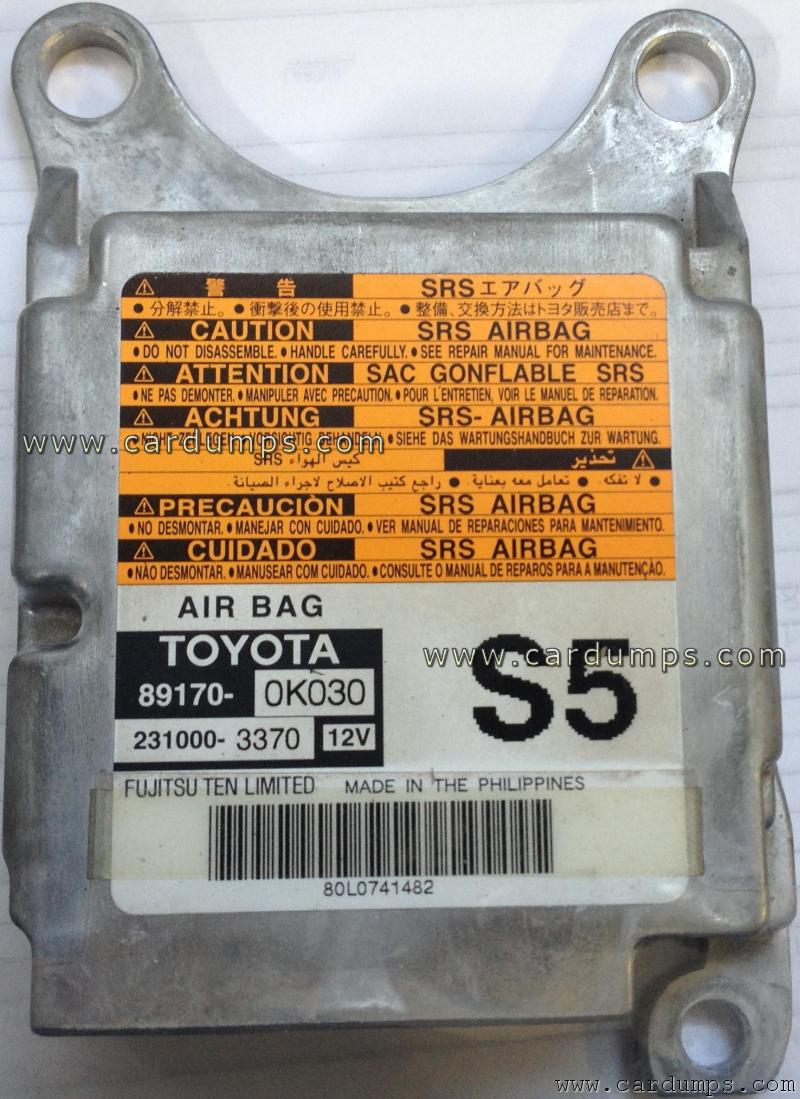 ⚠ 警告 SRSエアバッグ
● 分解禁止。● 衝撃後の使用禁止。● 整備、交換方法はトヨタ販売店まで。
⚠ CAUTION SRS AIRBAG
● DO NOT DISASSEMBLE. ● HANDLE CAREFULLY. ● SEE REPAIR MANUAL FOR MAINTENANCE.
⚠ ATTENTION SAC GONFLABLE SRS
● NE PAS DEMONTER. ● MANIPULER AVEC PRECAUTION. ● POUR L'ENTRETIEN, VOIR LE MANUEL DE REPARATION.
⚠ ACHTUNG SRS-AIRBAG
www.cardumps.com
● VORSICHTIG BEHANDELN! ● SIEHE DAS WARTUNGSHANDBUCH ZUR WARTUNG.
⚠ تحذير كيس الهواء SRS
● لا تفكه. ● تعامل معه بعناية. ● راجع كتيب الاصلاح لاجراء الصيانة.
⚠ PRECAUCIÒN SRS AIRBAG
● NO DESMONTAR. ● MANEJAR CON CUIDADO. ● VER MANUAL DE REPARACIONES PARA MANTENIMIENTO.
⚠ CUIDADO SRS AIRBAG
● NÃO DESMONTAR. ● MANUSEAR COM CUIDADO. ● CONSULTE O MANUAL DE REPAROS PARA A MANUTENÇÃO.
AIR BAG
TOYOTA
www.cardumps.com
89170- 0K030
S5
231000- 3370 12V
FUJITSU TEN LIMITED MADE IN THE PHILIPPINES
80L0741482
www.cardumps.com